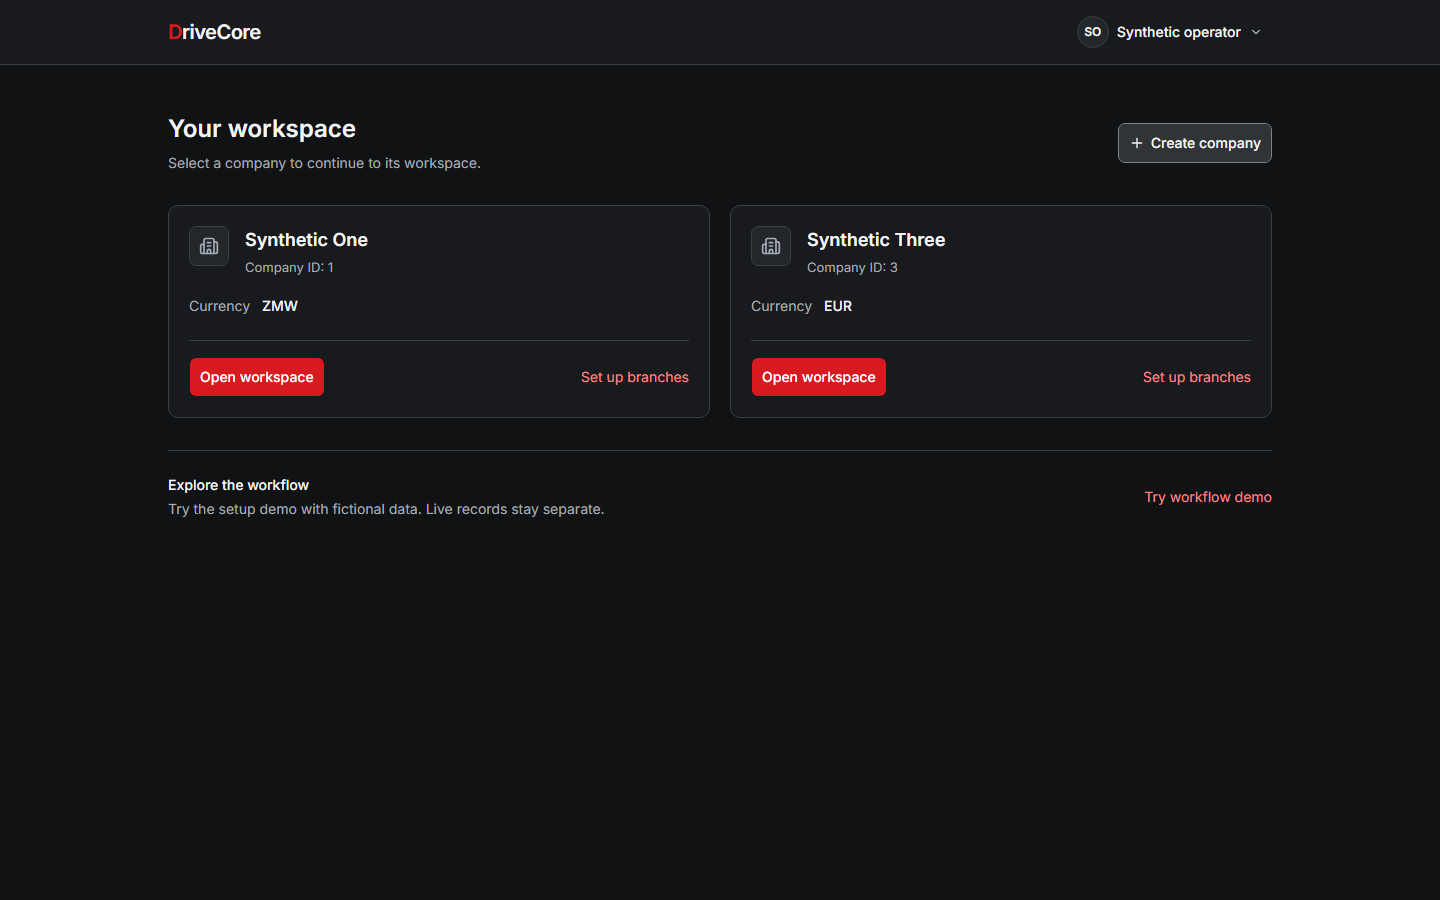 DriveCore
SO Synthetic operator
Your workspace
Select a company to continue to its workspace.
+ Create company
Synthetic One
Company ID: 1
Currency ZMW
Open workspace
Set up branches
Synthetic Three
Company ID: 3
Currency EUR
Open workspace
Set up branches
Explore the workflow
Try the setup demo with fictional data. Live records stay separate.
Try workflow demo